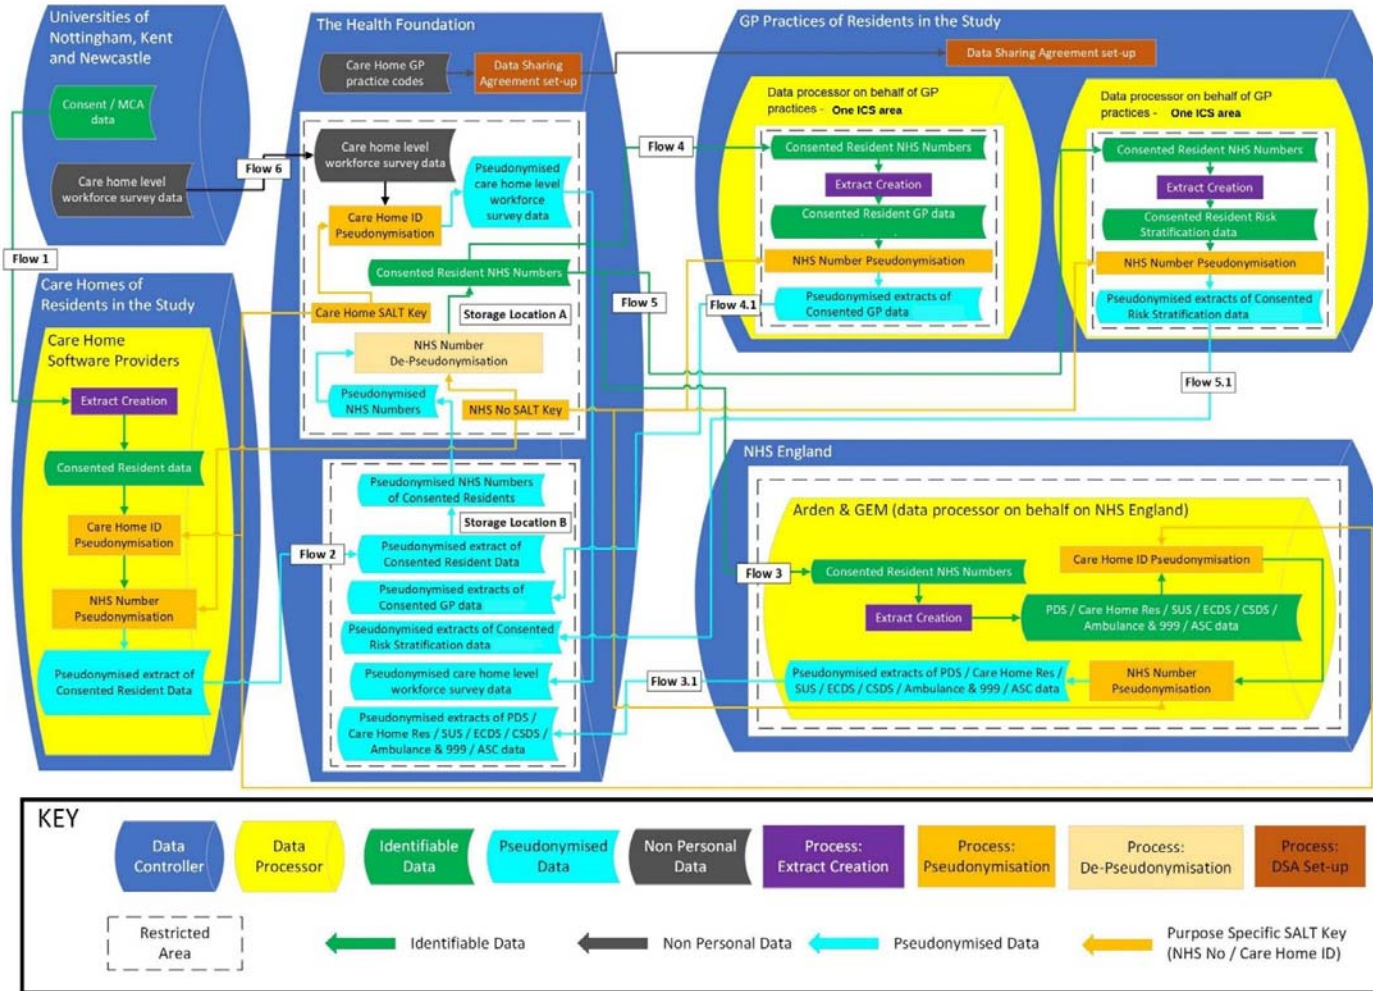 Universities of
Nottingham, Kent
and Newcastle
Consent / MCA
data
Care home level
workforce survey data
Flow 6
Flow 1
Care Homes of
Residents in the Study
Care Home
Software Providers
Extract Creation
Consented Resident data
Care Home ID
Pseudonymisation
NHS Number
Pseudonymisation
Pseudonymised extract of
Consented Resident Data
Flow 2
The Health Foundation
Care Home GP
practice codes
Data Sharing
Agreement set-up
Care home level
workforce survey data
Pseudonymised
care home level
workforce survey data
Care Home ID
Pseudonymisation
Consented Resident NHS Numbers
Care Home SALT Key
Storage Location A
NHS Number
De-Pseudonymisation
Pseudonymised
NHS Numbers
NHS No SALT Key
Pseudonymised NHS Numbers
of Consented Residents
Storage Location B
Pseudonymised extract of
Consented Resident Data
Pseudonymised extracts of
Consented GP data
Pseudonymised extracts of Consented
Risk Stratification data
Pseudonymised care home level
workforce survey data
Pseudonymised extracts of PDS /
Care Home Res / SUS / ECDS / CSDS /
Ambulance & 999 / ASC data
Flow 4
Flow 5
Flow 4.1
Flow 3
Flow 3.1
GP Practices of Residents in the Study
Data Sharing Agreement set-up
Data processor on behalf of GP
practices - One ICS area
Consented Resident NHS Numbers
Extract Creation
Consented Resident GP data
NHS Number Pseudonymisation
Pseudonymised extracts of
Consented GP data
Data processor on behalf of GP
practices - One ICS area
Consented Resident NHS Numbers
Extract Creation
Consented Resident Risk
Stratification data
NHS Number Pseudonymisation
Pseudonymised extracts of Consented
Risk Stratification data
Flow 5.1
NHS England
Arden & GEM (data processor on behalf on NHS England)
Care Home ID Pseudonymisation
Consented Resident NHS Numbers
Extract Creation
PDS / Care Home Res / SUS / ECDS / CSDS /
Ambulance & 999 / ASC data
Pseudonymised extracts of PDS / Care Home Res /
SUS / ECDS / CSDS / Ambulance & 999 / ASC data
NHS Number
Pseudonymisation
KEY
Data
Controller
Data
Processor
Identifiable
Data
Pseudonymised
Data
Non Personal
Data
Process:
Extract Creation
Process:
Pseudonymisation
Process:
De-Pseudonymisation
Process:
DSA Set-up
Restricted
Area
Identifiable Data
Non Personal Data
Pseudonymised Data
Purpose Specific SALT Key
(NHS No / Care Home ID)